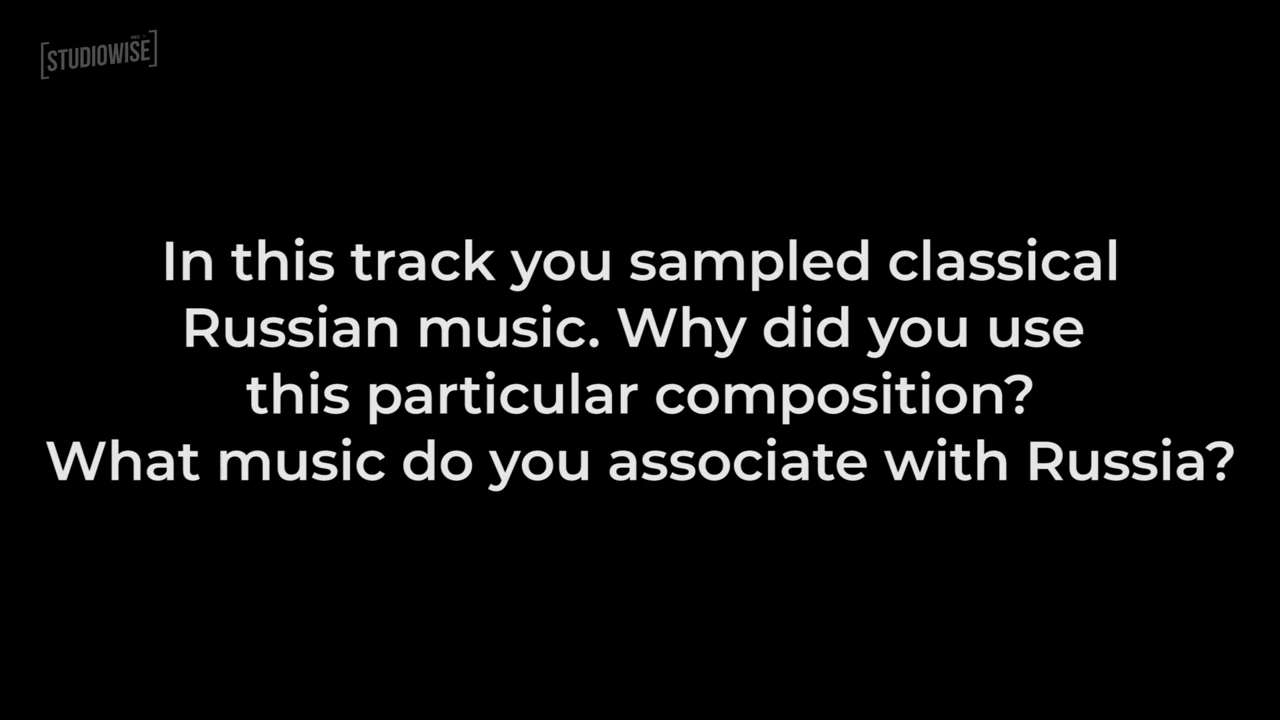 [STUDIOWISE]
In this track you sampled classical
Russian music. Why did you use
this particular composition?
What music do you associate with Russia?